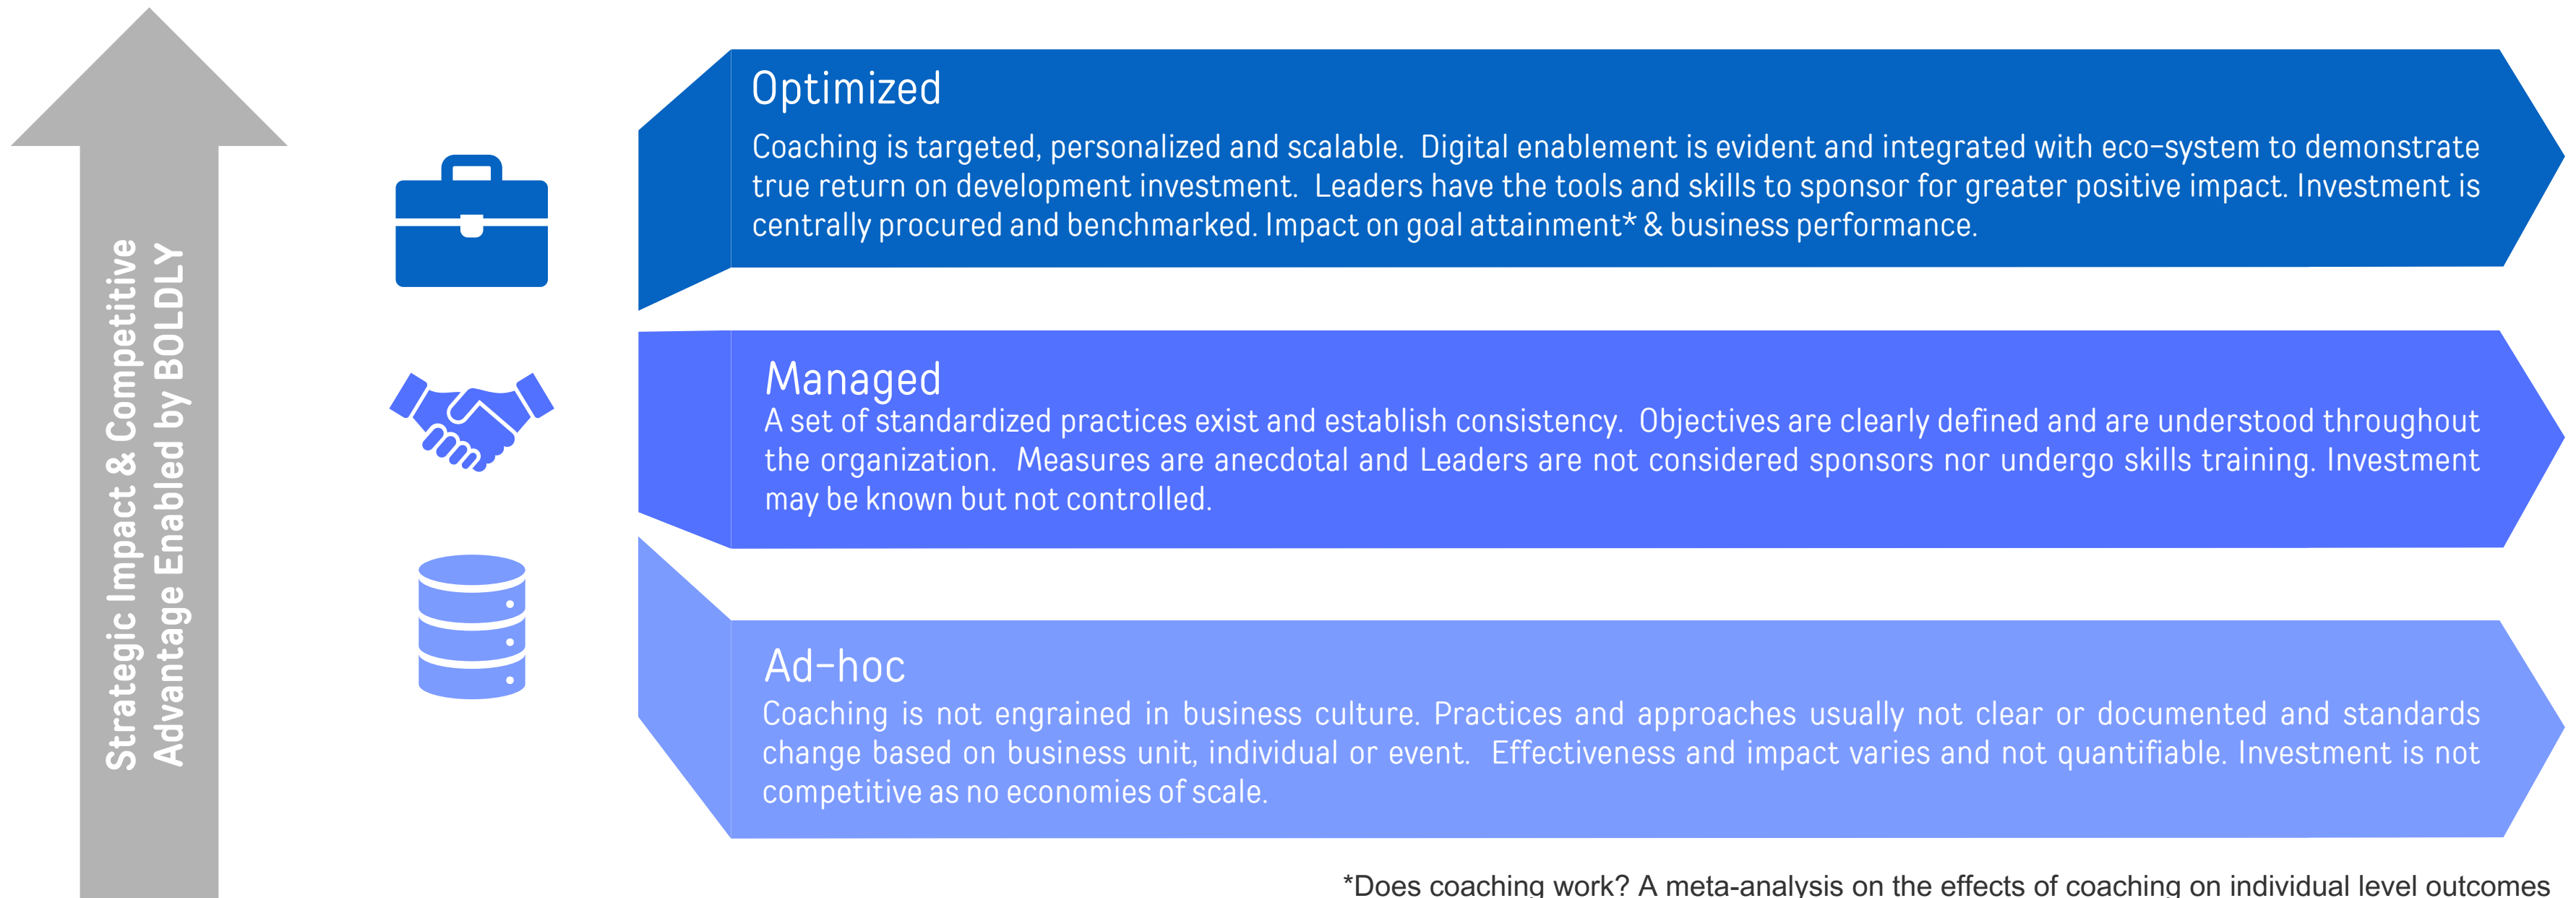 Strategic Impact & Competitive
Advantage Enabled by BOLDLY
Optimized
Coaching is targeted, personalized and scalable. Digital enablement is evident and integrated with eco-system to demonstrate
true return on development investment. Leaders have the tools and skills to sponsor for greater positive impact. Investment is
centrally procured and benchmarked. Impact on goal attainment* & business performance.
Managed
A set of standardized practices exist and establish consistency. Objectives are clearly defined and are understood throughout
the organization. Measures are anecdotal and Leaders are not considered sponsors nor undergo skills training. Investment
may be known but not controlled.
Ad-hoc
Coaching is not engrained in business culture. Practices and approaches usually not clear or documented and standards
change based on business unit, individual or event. Effectiveness and impact varies and not quantifiable. Investment is not
competitive as no economies of scale.
*Does coaching work? A meta-analysis on the effects of coaching on individual level outcomes